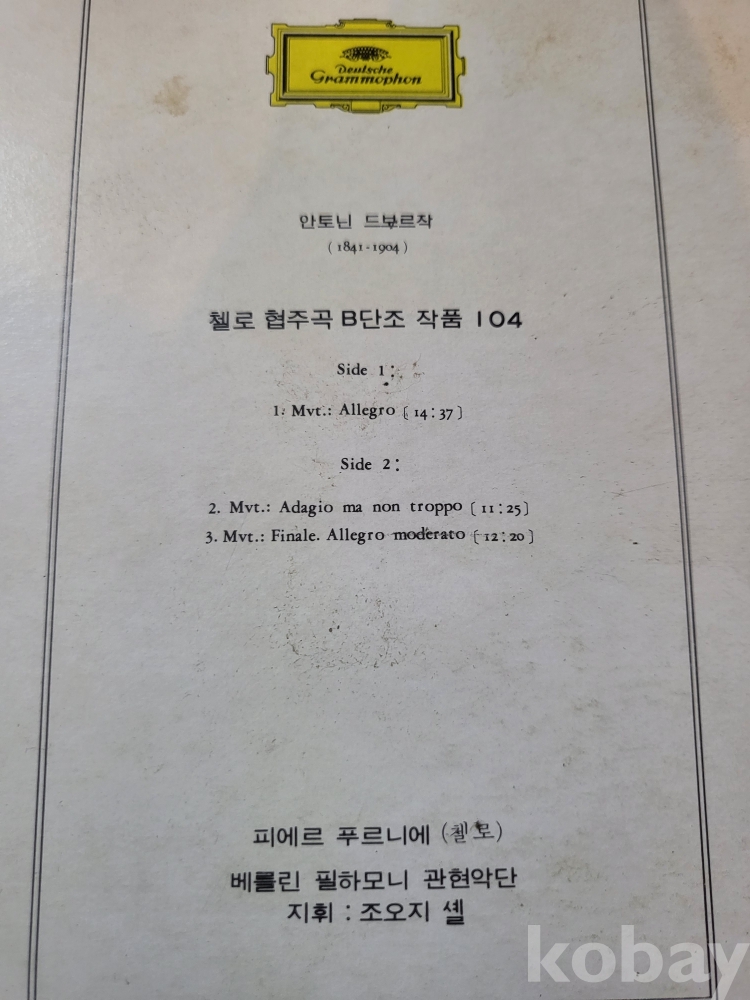 Deutsche
Grammophon
안토닌 드보르작
(1841-1904)
첼로 협주곡 B단조 작품 104
Side 1:
1. Mvt.: Allegro [14:37]
Side 2:
2. Mvt.: Adagio ma non troppo [11:25]
3. Mvt.: Finale. Allegro moderato [12:20]
피에르 푸르니에 (첼로)
베를린 필하모니 관현악단
지휘 : 조오지 셀
kobay